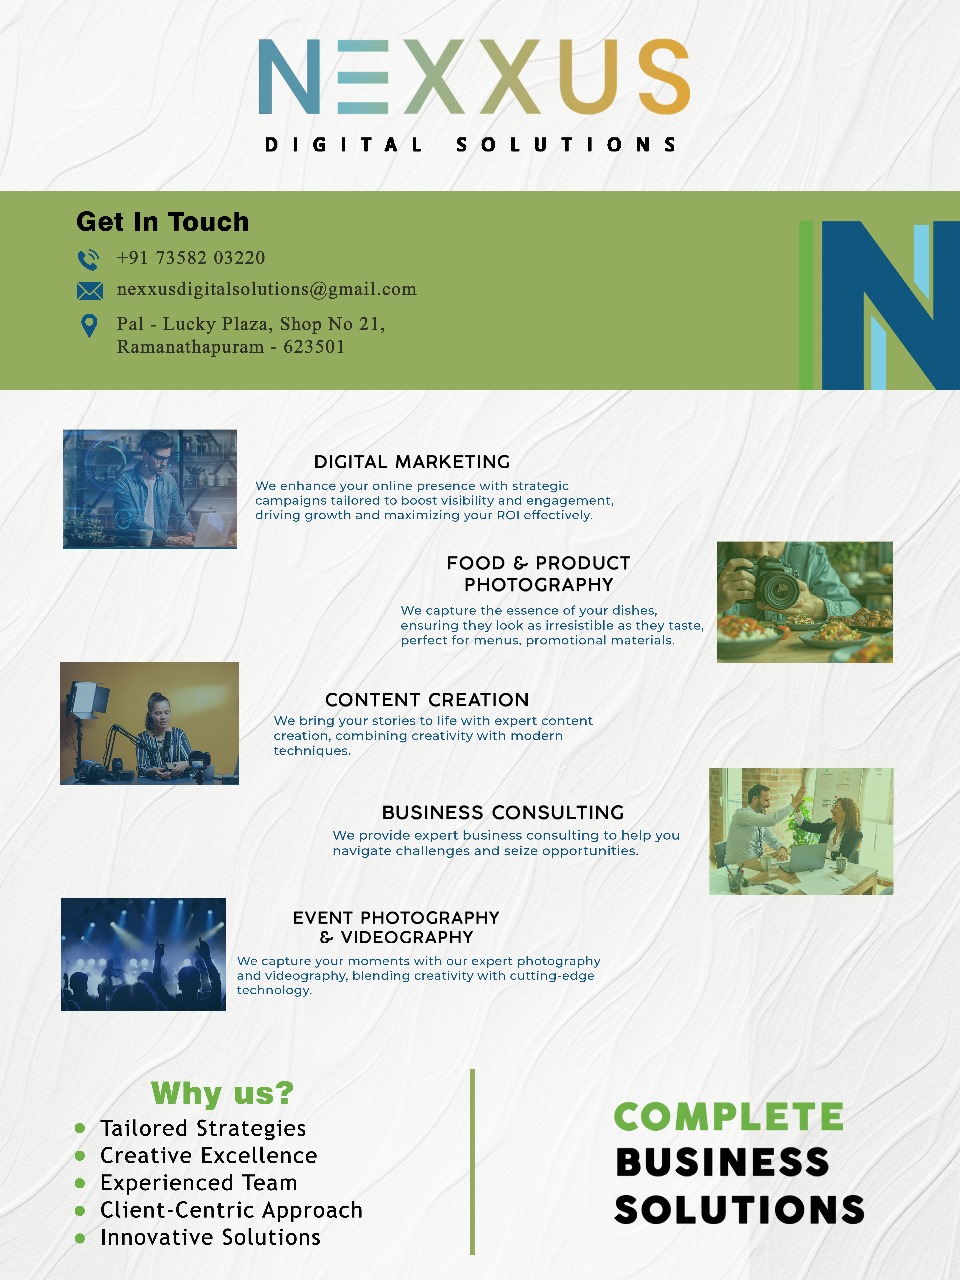 NEXXUS
DIGITAL SOLUTIONS
Get In Touch
+91 73582 03220
nexxusdigitalsolutions@gmail.com
Pal - Lucky Plaza, Shop No 21,
Ramanathapuram - 623501
N
DIGITAL MARKETING
We enhance your online presence with strategic
campaigns tailored to boost visibility and engagement,
driving growth and maximizing your ROI effectively.
FOOD & PRODUCT
PHOTOGRAPHY
We capture the essence of your dishes,
ensuring they look as irresistible as they taste,
perfect for menus, promotional materials.
CONTENT CREATION
We bring your stories to life with expert content
creation, combining creativity with modern
techniques.
BUSINESS CONSULTING
We provide expert business consulting to help you
navigate challenges and seize opportunities.
EVENT PHOTOGRAPHY
& VIDEOGRAPHY
We capture your moments with our expert photography
and videography, blending creativity with cutting-edge
technology.
Why us?
Tailored Strategies
Creative Excellence
Experienced Team
Client-Centric Approach
Innovative Solutions
COMPLETE
BUSINESS
SOLUTIONS